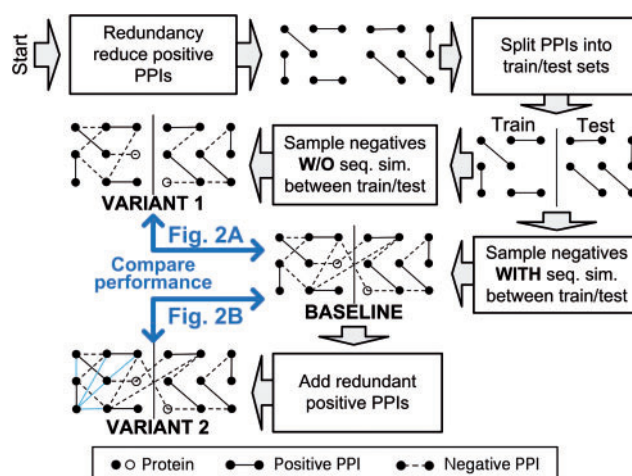 Start
Redundancy
reduce positive
PPIs
Split PPIs into
train/test sets
Train
Test
Sample negatives
W/O seq. sim.
between train/test
VARIANT 1
Fig. 2A
Compare
performance
Fig. 2B
BASELINE
Sample negatives
WITH seq. sim.
between train/test
Add redundant
positive PPIs
VARIANT 2
Protein
Positive PPI
Negative PPI